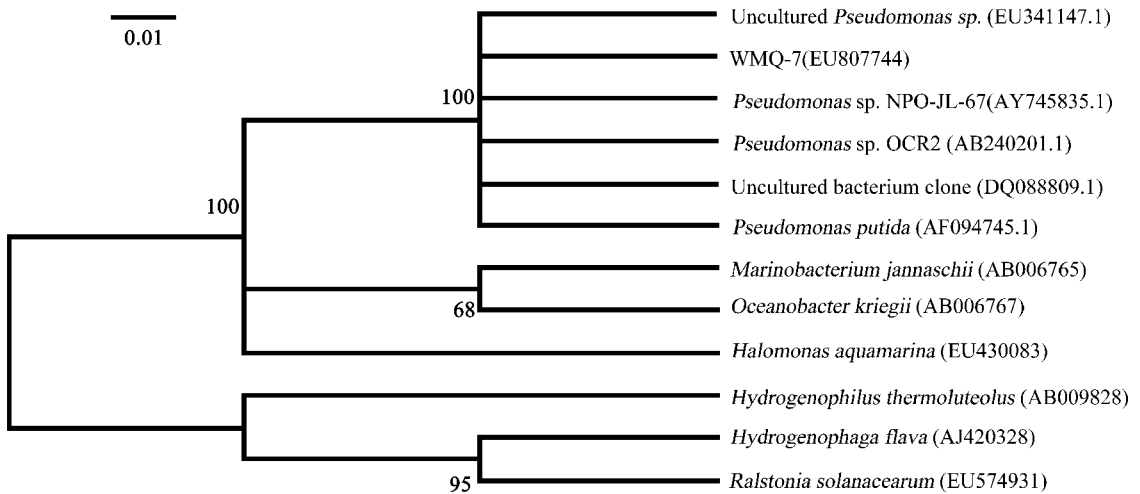 0.01
Uncultured Pseudomonas sp. (EU341147.1)
WMQ-7(EU807744)
100
Pseudomonas sp. NPO-JL-67(AY745835.1)
Pseudomonas sp. OCR2 (AB240201.1)
Uncultured bacterium clone (DQ088809.1)
100
Pseudomonas putida (AF094745.1)
Marinobacterium jannaschii (AB006765)
68
Oceanobacter kriegii (AB006767)
Halomonas aquamarina (EU430083)
Hydrogenophilus thermoluteolus (AB009828)
Hydrogenophaga flava (AJ420328)
95
Ralstonia solanacearum (EU574931)